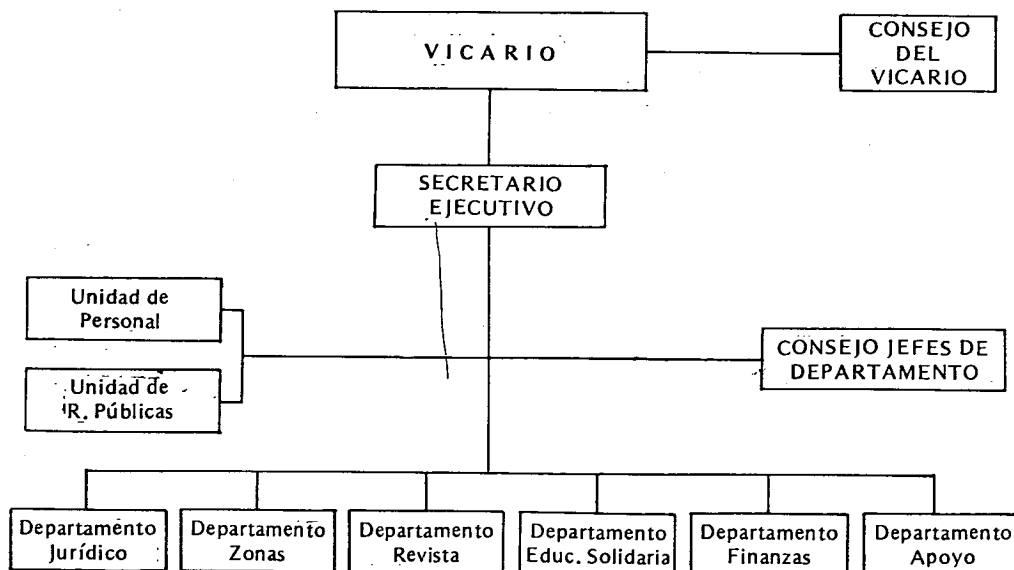 VICARIO
CONSEJO
DEL
VICARIO
SECRETARIO
EJECUTIVO
Unidad de
Personal
Unidad de
R. Públicas
CONSEJO JEFES DE
DEPARTAMENTO
Departamento
Jurídico
Departamento
Zonas
Departamento
Revista
Departamento
Educ. Solidaria
Departamento
Finanzas
Departamento
Apoyo